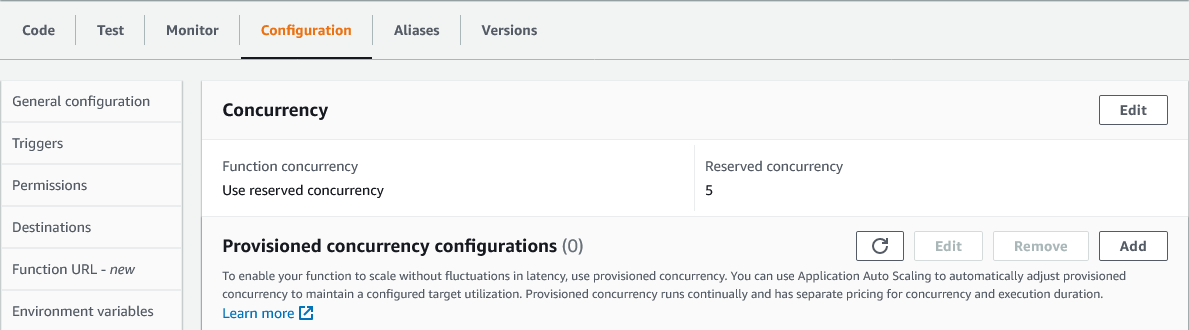 Code Test Monitor Configuration Aliases Versions
General configuration
Triggers
Permissions
Destinations
Function URL - new
Environment variables
Concurrency Edit
Function concurrency Reserved concurrency
Use reserved concurrency 5
Provisioned concurrency configurations (0) Edit Remove Add
To enable your function to scale without fluctuations in latency, use provisioned concurrency. You can use Application Auto Scaling to automatically adjust provisioned
concurrency to maintain a configured target utilization. Provisioned concurrency runs continually and has separate pricing for concurrency and execution duration.
Learn more